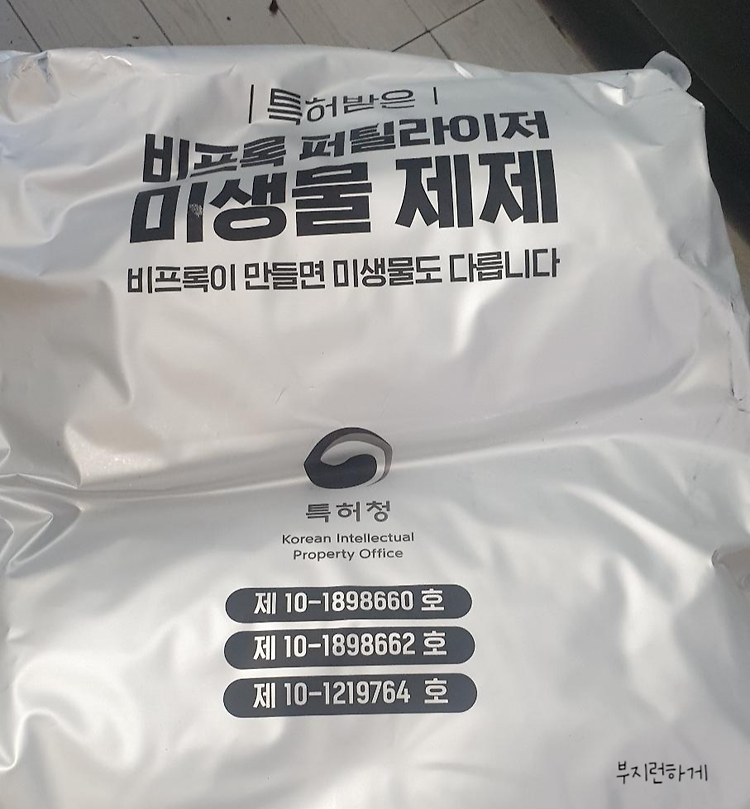 | 특허받은 |
비프록 퍼틸라이저
미생물 제제
비프록이 만들면 미생물도 다릅니다
특허청
Korean Intellectual
Property Office
제 10-1898660 호
제 10-1898662 호
제 10-1219764 호
부지런하게